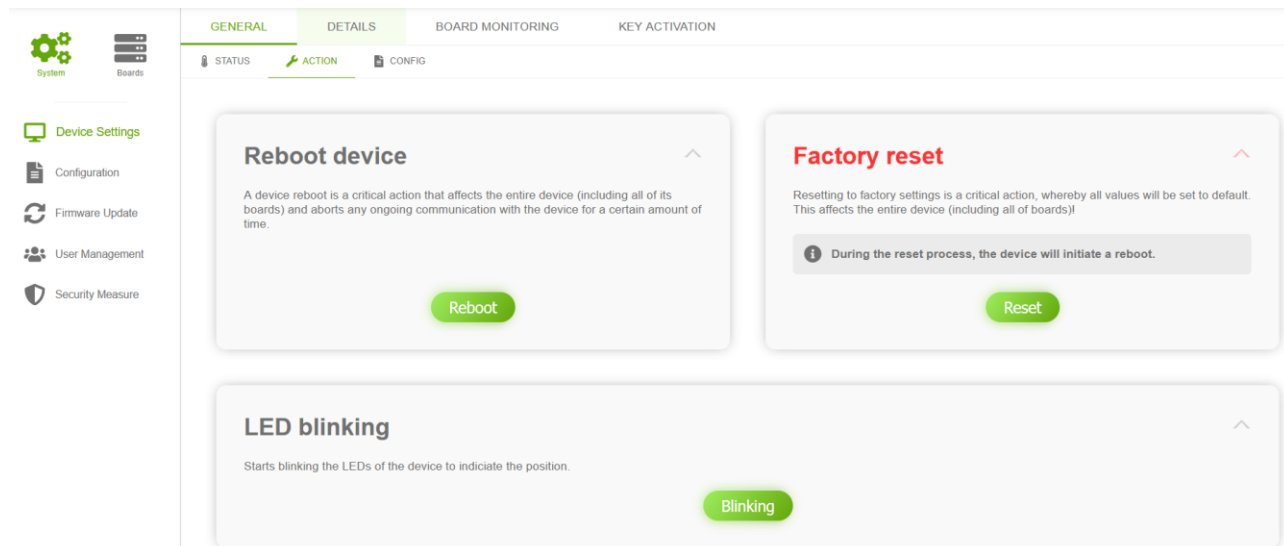 GENERAL DETAILS BOARD MONITORING KEY ACTIVATION
STATUS ACTION CONFIG
System Boards
Device Settings
Configuration
Firmware Update
User Management
Security Measure
Reboot device
A device reboot is a critical action that affects the entire device (including all of its
boards) and aborts any ongoing communication with the device for a certain amount of
time.
Reboot
Factory reset
Resetting to factory settings is a critical action, whereby all values will be set to default.
This affects the entire device (including all of boards)!
During the reset process, the device will initiate a reboot.
Reset
LED blinking
Starts blinking the LEDs of the device to indiciate the position.
Blinking